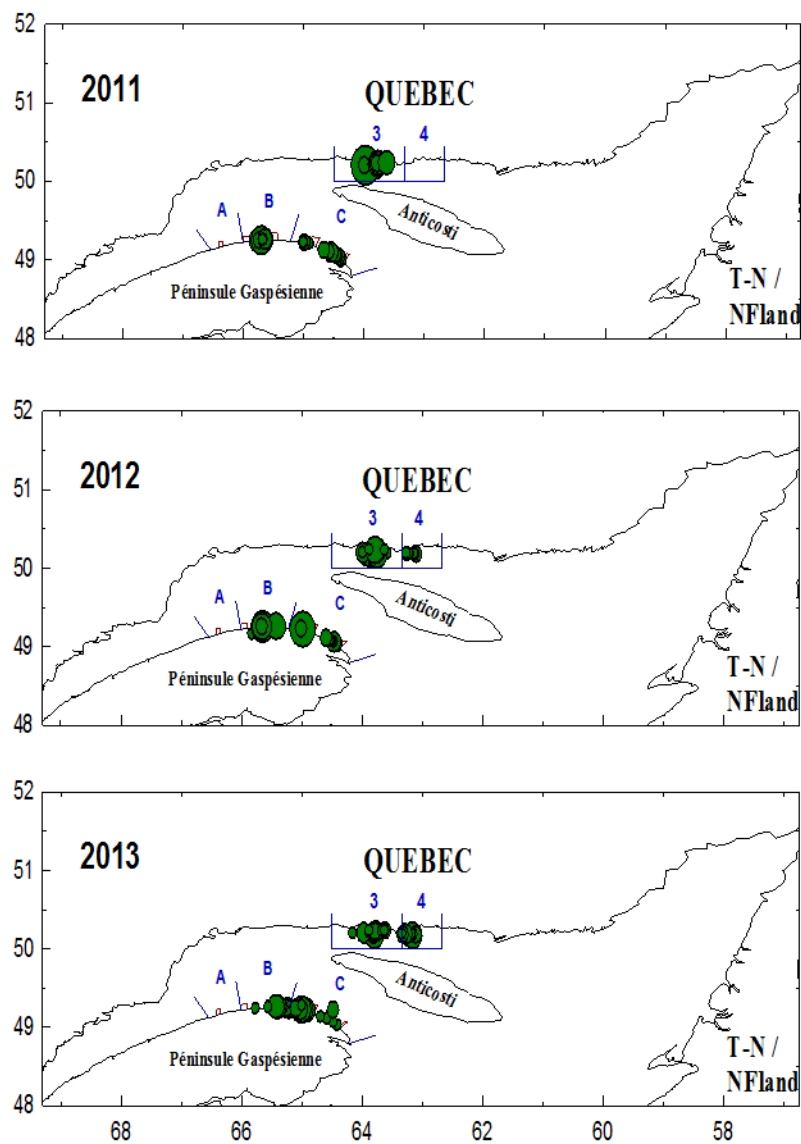 52
2011
QUEBEC
51
3 4
50
A B C
Anticosti
49
Péninsule Gaspésienne
T-N /
NFland
48
52
2012
QUEBEC
51
3 4
50
A B C
Anticosti
49
Péninsule Gaspésienne
T-N /
NFland
48
52
2013
QUEBEC
51
3 4
50
A B C
Anticosti
49
Péninsule Gaspésienne
T-N /
NFland
48
68 66 64 62 60 58